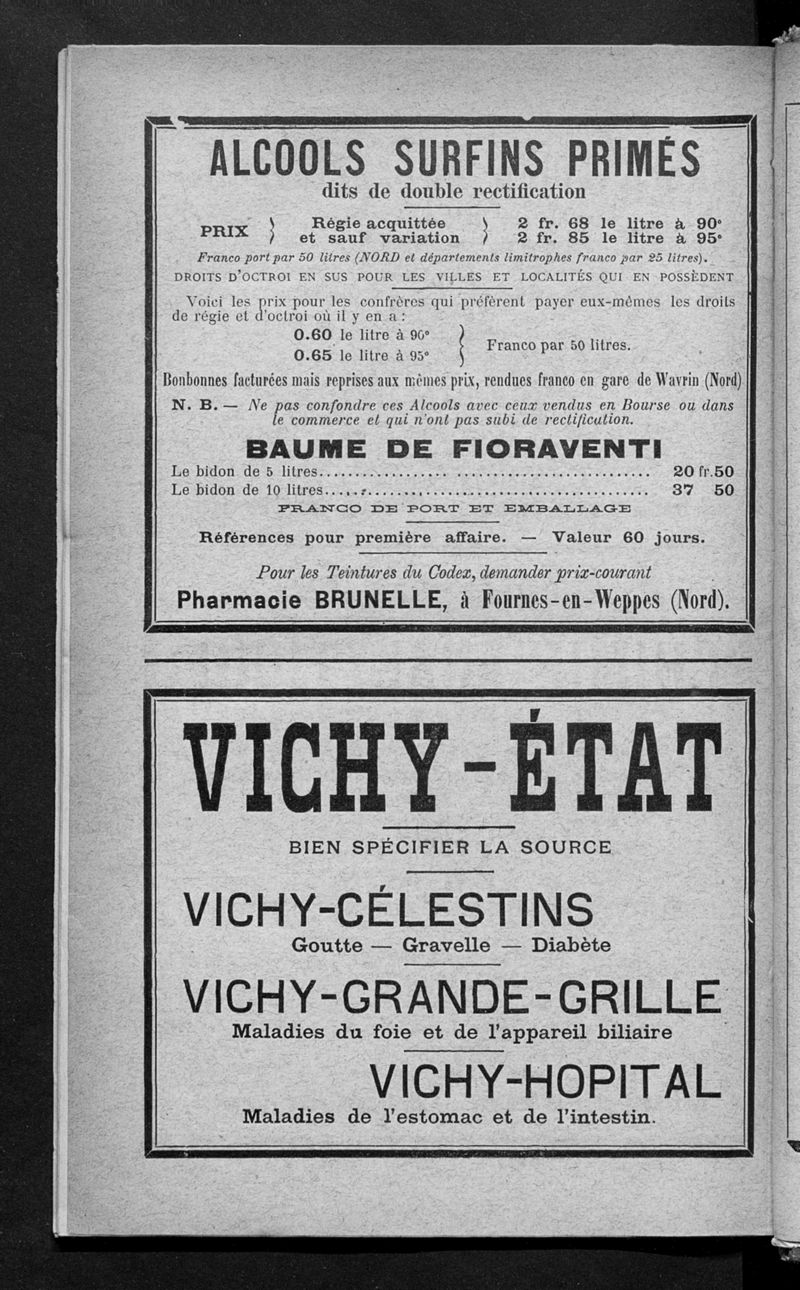 ALCOOLS SURFINS PRIMÉS
dits de double rectification
PRIX } Régie acquittée } 2 fr. 68 le litre à 90°
et sauf variation 2 fr. 85 le litre à 95°
Franco port par 50 litres (NORD et départements limitrophes franco par 25 litres).
DROITS D'OCTROI EN SUS POUR LES VILLES ET LOCALITÉS QUI EN POSSÈDENT
Voici les prix pour les confrères qui préfèrent payer eux-mêmes les droits
de régie et d'octroi où il y en a :
0.60 le litre à 90° }
0.65 le litre à 95° Franco par 50 litres.
Bonbonnes facturées mais reprises aux mêmes prix, rendues franco en gare de Wavrin (Nord)
N. B. — Ne pas confondre ces Alcools avec ceux vendus en Bourse ou dans
le commerce et qui n'ont pas subi de rectification.
BAUME DE FIORAVENTI
Le bidon de 5 litres........................ 20 fr. 50
Le bidon de 10 litres........................ 37 50
FRANCO DE PORT ET EMBALLAGE
Références pour première affaire. — Valeur 60 jours.
Pour les Teintures du Codex, demander prix-courant
Pharmacie BRUNELLE, à Fournes-en-Weppes (Nord).
VICHY-ÉTAT
BIEN SPÉCIFIER LA SOURCE
VICHY-CÉLESTINS
Goutte — Gravelle — Diabète
VICHY-GRANDE-GRILLE
Maladies du foie et de l'appareil biliaire
VICHY-HOPITAL
Maladies de l'estomac et de l'intestin.